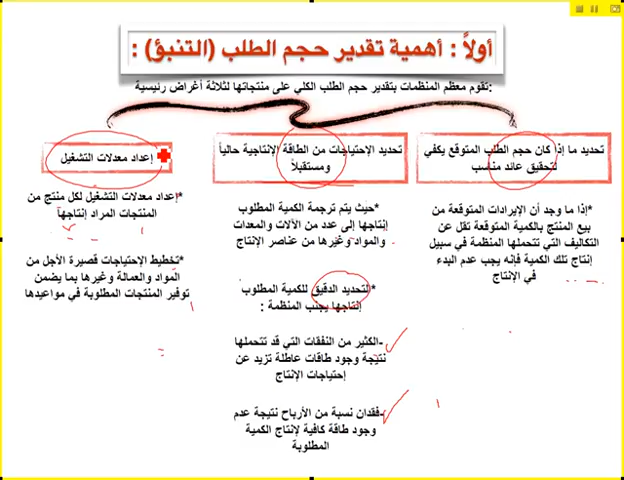 أولاً : أهمية تقدير حجم الطلب (التنبؤ) :
تقوم معظم المنظمات بتقدير حجم الطلب الكلي على منتجاتها لثلاثة أغراض رئيسية:
تحديد ما إذا كان حجم الطلب المتوقع يكفي
لتحقيق عائد مناسب
*إذا ما وجد أن الإيرادات المتوقعة من
بيع المنتج بالكمية المتوقعة تقل عن
التكاليف التي تتحملها المنظمة في سبيل
إنتاج تلك الكمية فإنه يجب عدم البدء
في الإنتاج
تحديد الإحتياجات من الطاقة الإنتاجية حالياً
ومستقبلاً
*حيث يتم ترجمة الكمية المطلوب
إنتاجها إلى عدد من الآلات والمعدات
والمواد وغيرها من عناصر الإنتاج
*التحديد الدقيق للكمية المطلوب
إنتاجها يجنب المنظمة :
-الكثير من النفقات التي قد تتحملها
نتيجة وجود طاقات عاطلة تزيد عن
إحتياجات الإنتاج
-فقدان نسبة من الأرباح نتيجة عدم
وجود طاقة كافية لإنتاج الكمية
المطلوبة
إعداد معدلات التشغيل
*إعداد معدلات التشغيل لكل منتج من
المنتجات المراد إنتاجها
*تخطيط الإحتياجات قصيرة الأجل من
المواد والعمالة وغيرها بما يضمن
توفير المنتجات المطلوبة في مواعيدها